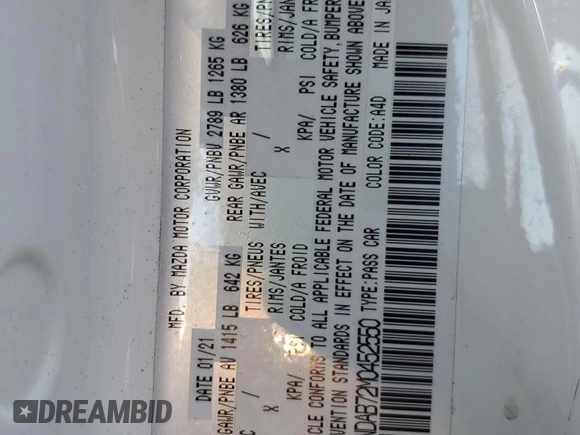 MFD. BY MAZDA MOTOR CORPORATION
DATE 01/21 GVWR/PNBV 2789 LB 1265 KG
GAWR/PNBE AV 1415 LB 642 KG REAR GAWR/PNBE AR 1380 LB 626 KG
TIRES/PNEUS WITH/AVEC TIRES/
RIMS/JANTES X / RIMS/JANT
KPA/ PSI COLD/A FROID X / KPA/ PSI COLD/A FRO
CLE CONFORMS TO ALL APPLICABLE FEDERAL MOTOR VEHICLE SAFETY, BUMPER
VENTION STANDARDS IN EFFECT ON THE DATE OF MANUFACTURE SHOWN ABOVE
NDAB72M0452550 TYPE:PASS CAR COLOR CODE:A4D MADE IN JA
DREAMBID